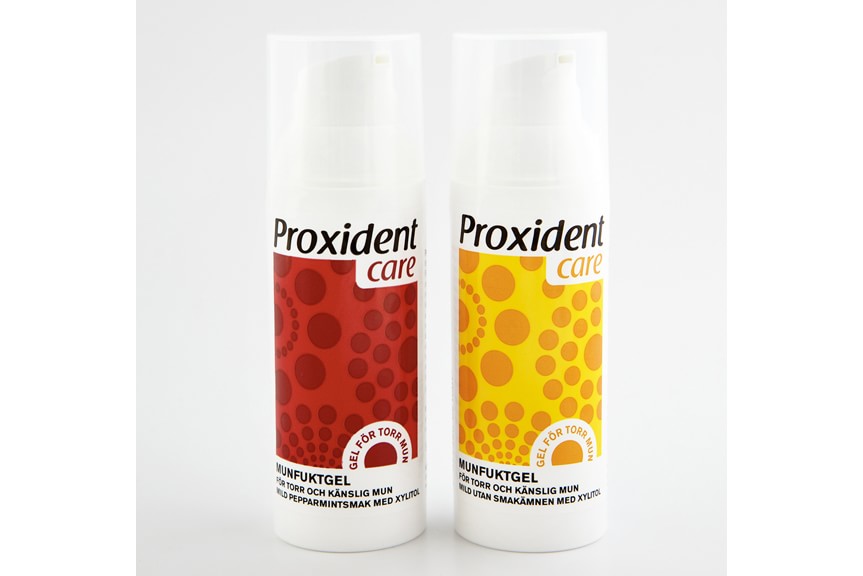 Proxident
care
GEL FÖR TORR MUN
MUNFUKTGEL
FÖR TORR OCH KÄNSLIG MUN
MILD PEPPARMINTSMAK MED XYLITOL
Proxident
care
GEL FÖR TORR MUN
MUNFUKTGEL
FÖR TORR OCH KÄNSLIG MUN
MILD UTAN SMAKÄMNEN MED XYLITOL